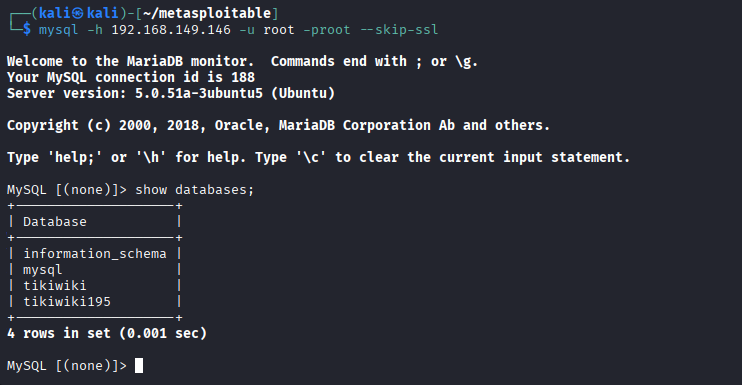 ┌──(kali㉿kali)-[~/metasploitable]
└─$ mysql -h 192.168.149.146 -u root -proot --skip-ssl
Welcome to the MariaDB monitor.  Commands end with ; or \g.
Your MySQL connection id is 188
Server version: 5.0.51a-3ubuntu5 (Ubuntu)
Copyright (c) 2000, 2018, Oracle, MariaDB Corporation Ab and others.
Type 'help;' or '\h' for help. Type '\c' to clear the current input statement.
MySQL [(none)]> show databases;
+--------------------+
| Database           |
+--------------------+
| information_schema |
| mysql              |
| tikiwiki           |
| tikiwiki195        |
+--------------------+
4 rows in set (0.001 sec)
MySQL [(none)]>